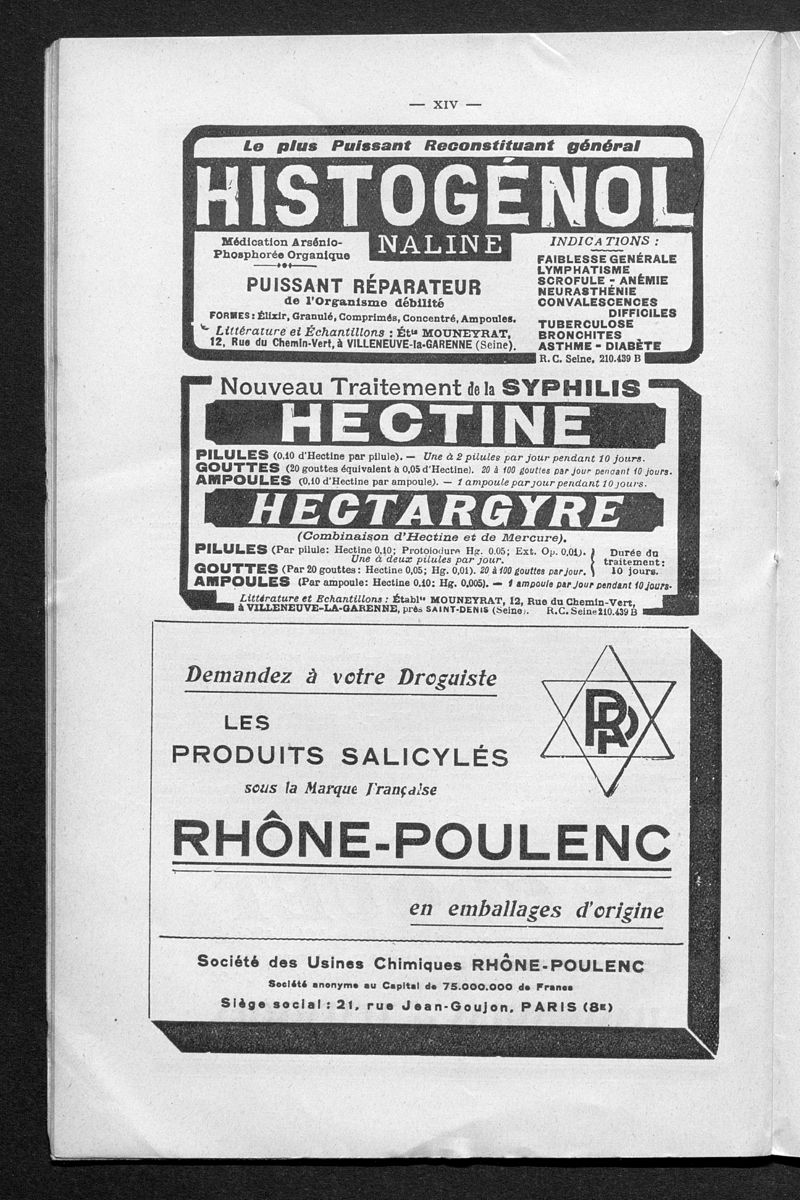 — XIV —
Le plus Puissant Reconstituant général
HISTOGÉNOL
NALINE
Médication Arsénio-
Phosphorée Organique
PUISSANT RÉPARATEUR
de l'Organisme débilité
FORMES : Élixir, Granulé, Comprimés, Concentré, Ampoules.
Littérature et Échantillons : Éts MOUNEYRAT,
12, Rue du Chemin-Vert, à VILLENEUVE-la-GARENNE (Seine).
INDICATIONS :
FAIBLESSE GENÉRALE
LYMPHATISME
SCROFULE - ANÉMIE
NEURASTHÉNIE
CONVALESCENCES
DIFFICILES
TUBERCULOSE
BRONCHITES
ASTHME - DIABÈTE
R. C. Seine, 210.439 B
Nouveau Traitement de la SYPHILIS
HECTINE
PILULES (0,10 d'Hectine par pilule). — Une à 2 pilules par jour pendant 10 jours.
GOUTTES (20 gouttes équivalent à 0,05 d'Hectine). 20 à 100 gouttes par jour pendant 10 jours.
AMPOULES (0,10 d'Hectine par ampoule). — 1 ampoule par jour pendant 10 jours.
HECTARGYRE
(Combinaison d'Hectine et de Mercure).
PILULES (Par pilule: Hectine 0,10; Protoiodure Hg. 0,05; Ext. Op. 0,01).
Une à deux pilules par jour.
GOUTTES (Par 20 gouttes : Hectine 0,05; Hg. 0,01). 20 à 100 gouttes par jour.
Durée du
traitement:
10 jours.
AMPOULES (Par ampoule: Hectine 0,10; Hg. 0,005). — 1 ampoule par jour pendant 10 jours.
Littérature et Echantillons : Établts MOUNEYRAT, 12, Rue du Chemin-Vert,
à VILLENEUVE-LA-GARENNE, près SAINT-DENIS (Seine). R. C. Seine 210.439 B
Demandez à votre Droguiste
LES
PRODUITS SALICYLÉS
sous la Marque Française
RHÔNE-POULENC
en emballages d'origine
Société des Usines Chimiques RHÔNE-POULENC
Société anonyme au Capital de 75.000.000 de Francs
Siège social : 21, rue Jean-Goujon, PARIS (8E)